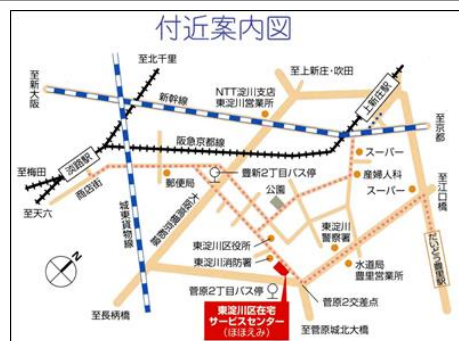 付近案内図
至北千里
至上新庄・吹田
至新大阪
新幹線
NTT淀川支店
東淀川営業所
上新庄駅
至京都
阪急京都線
淡路駅
至梅田
至天六
商店街
郵便局
豊新2丁目バス停
スーパー
産婦人科
スーパー
至江口橋
公園
城東貨物線
東淀川区役所
東淀川消防署
東淀川
警察署
水道局
豊里営業所
だいどう豊里駅
菅原2丁目バス停
菅原2交差点
N
至長柄橋
東淀川区在宅
サービスセンター
(ほほえみ)
至菅原城北大橋